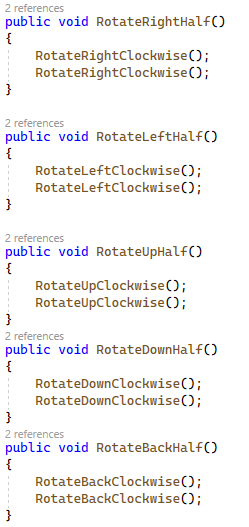 2 references
public void RotateRightHalf()
{
RotateRightClockwise();
RotateRightClockwise();
}
2 references
public void RotateLeftHalf()
{
RotateLeftClockwise();
RotateLeftClockwise();
}
2 references
public void RotateUpHalf()
{
RotateUpClockwise();
RotateUpClockwise();
}
2 references
public void RotateDownHalf()
{
RotateDownClockwise();
RotateDownClockwise();
}
2 references
public void RotateBackHalf()
{
RotateBackClockwise();
RotateBackClockwise();
}